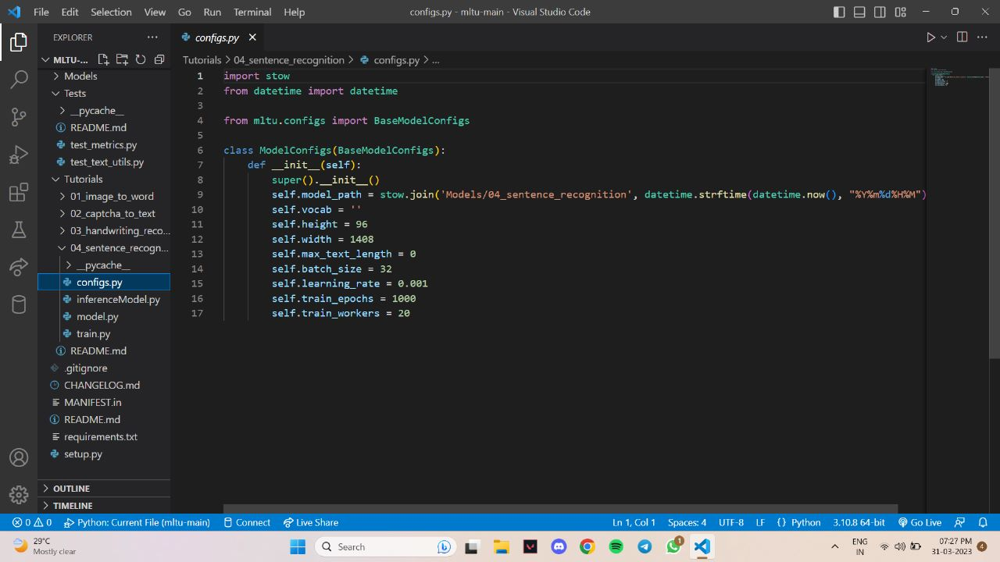 File Edit Selection View Go Run Terminal Help configs.py - mltu-main - Visual Studio Code
EXPLORER ...
MLTU-...
Models
Tests
__pycache__
README.md
test_metrics.py
test_text_utils.py
Tutorials
01_image_to_word
02_captcha_to_text
03_handwriting_reco...
04_sentence_recogn...
__pycache__
configs.py
inferenceModel.py
model.py
train.py
README.md
.gitignore
CHANGELOG.md
MANIFEST.in
README.md
requirements.txt
setup.py
OUTLINE
TIMELINE
configs.py
Tutorials > 04_sentence_recognition > configs.py > ...
1 import stow
2 from datetime import datetime
3
4 from mltu.configs import BaseModelConfigs
5
6 class ModelConfigs(BaseModelConfigs):
7 def __init__(self):
8 super().__init__()
9 self.model_path = stow.join('Models/04_sentence_recognition', datetime.strftime(datetime.now(), "%Y%m%d%H%M")
10 self.vocab = ''
11 self.height = 96
12 self.width = 1408
13 self.max_text_length = 0
14 self.batch_size = 32
15 self.learning_rate = 0.001
16 self.train_epochs = 1000
17 self.train_workers = 20
0 0 Python: Current File (mltu-main) Connect Live Share Ln 1, Col 1 Spaces: 4 UTF-8 LF Python 3.10.8 64-bit Go Live
29°C
Mostly clear
Search
1
ENG
IN
07:27 PM
31-03-2023
4